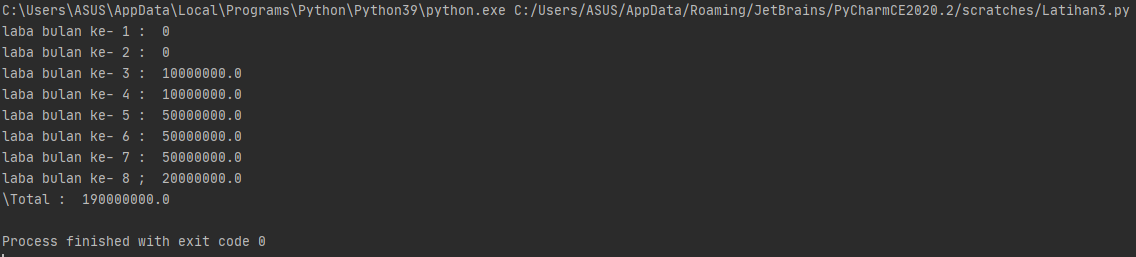 C:\Users\ASUS\AppData\Local\Programs\Python\Python39\python.exe C:/Users/ASUS/AppData/Roaming/JetBrains/PyCharmCE2020.2/scratches/Latihan3.py
laba bulan ke- 1 :  0
laba bulan ke- 2 :  0
laba bulan ke- 3 :  10000000.0
laba bulan ke- 4 :  10000000.0
laba bulan ke- 5 :  50000000.0
laba bulan ke- 6 :  50000000.0
laba bulan ke- 7 :  50000000.0
laba bulan ke- 8 ;  20000000.0
\Total :  190000000.0
Process finished with exit code 0